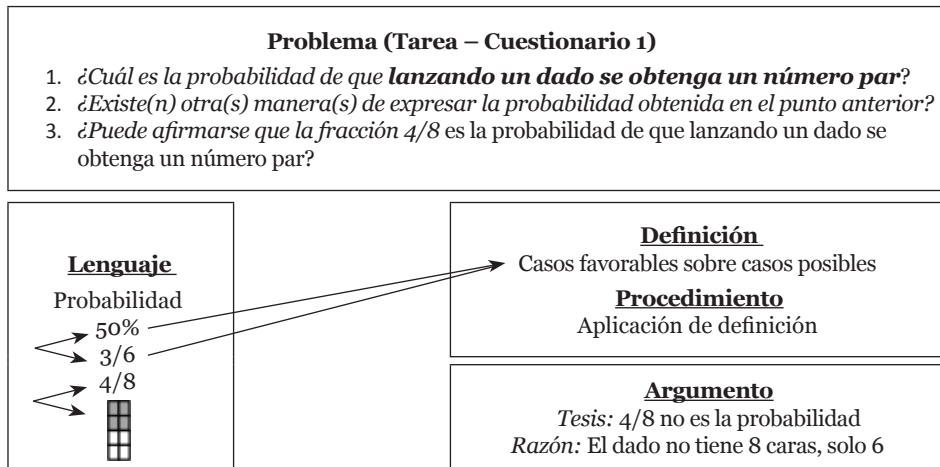 Problema (Tarea – Cuestionario 1)
1. ¿Cuál es la probabilidad de que lanzando un dado se obtenga un número par?
2. ¿Existe(n) otra(s) manera(s) de expresar la probabilidad obtenida en el punto anterior?
3. ¿Puede afirmarse que la fracción 4/8 es la probabilidad de que lanzando un dado se
obtenga un número par?
Lenguaje
Probabilidad
50%
3/6
4/8
Definición
Casos favorables sobre casos posibles
Procedimiento
Aplicación de definición
Argumento
Tesis: 4/8 no es la probabilidad
Razón: El dado no tiene 8 caras, solo 6